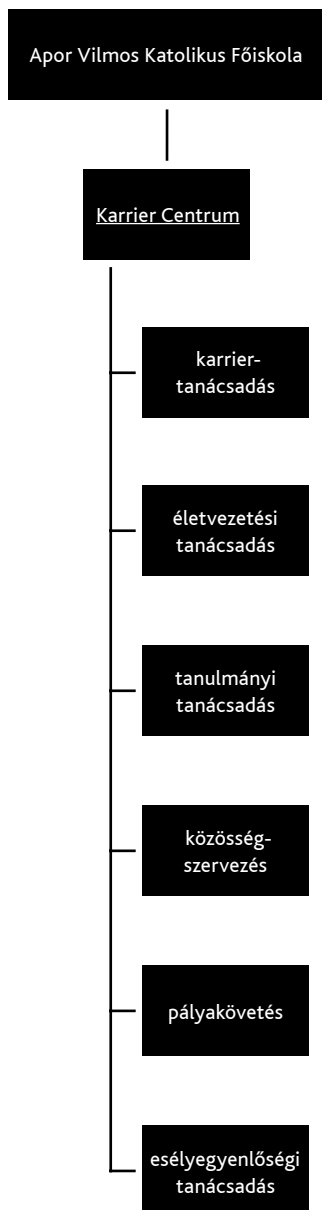 Apor Vilmos Katolikus Főiskola
Karrier Centrum
karrier-
tanácsadás
életvezetési
tanácsadás
tanulmányi
tanácsadás
közösség-
szervezés
pályakövetés
esélyegyenlőségi
tanácsadás